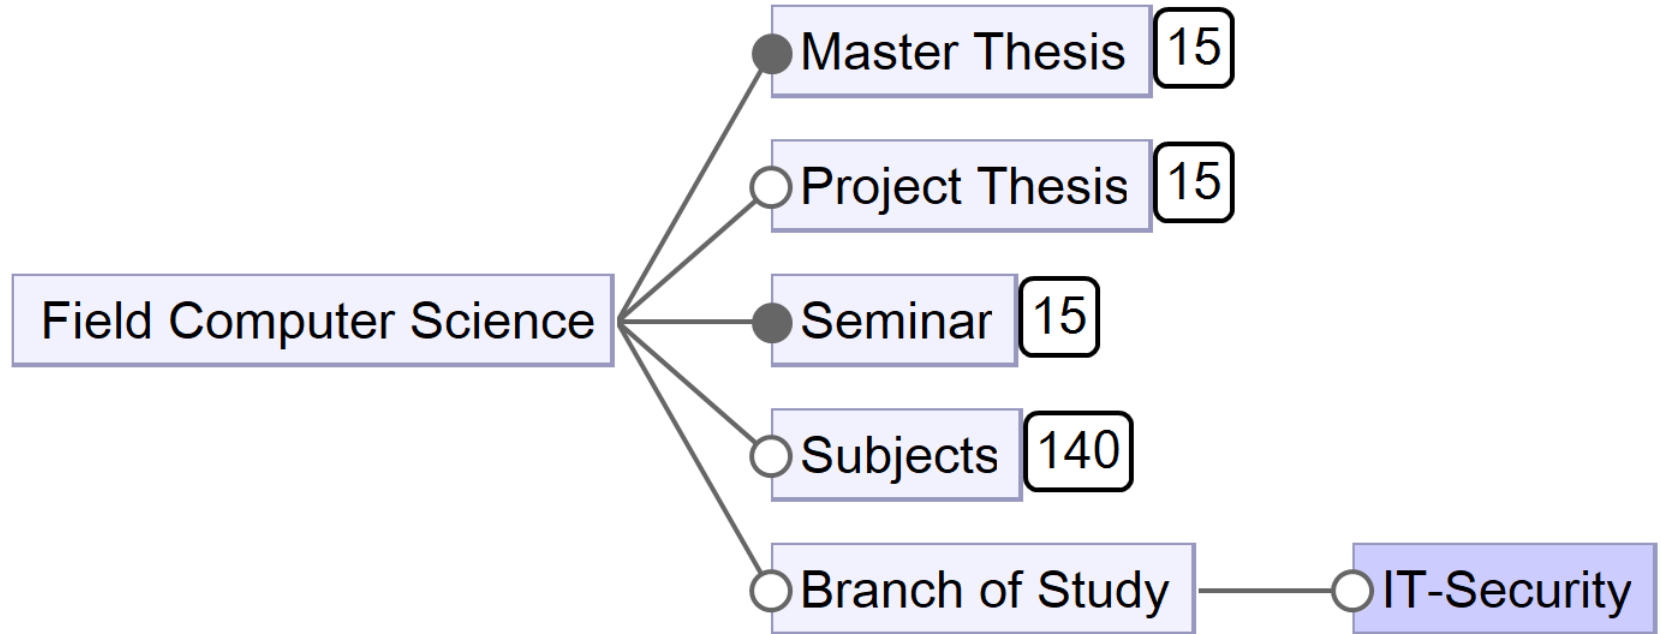 Master Thesis 15
Project Thesis 15
Field Computer Science
Seminar 15
Subjects 140
Branch of Study
IT-Security